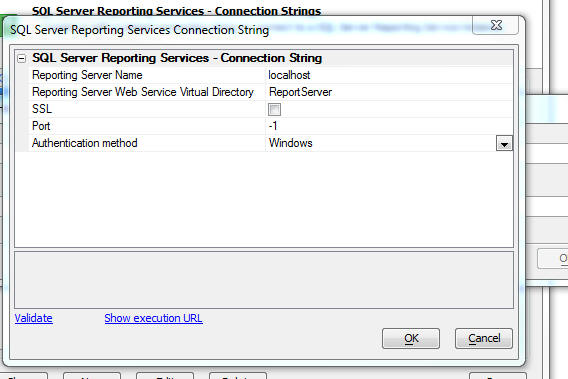 SQL Server Reporting Services - Connection Strings
SQL Server Reporting Services Connection String
SQL Server Reporting Services - Connection String
Reporting Server Name localhost
Reporting Server Web Service Virtual Directory ReportServer
SSL
Port -1
Authentication method Windows
Validate Show execution URL
OK Cancel